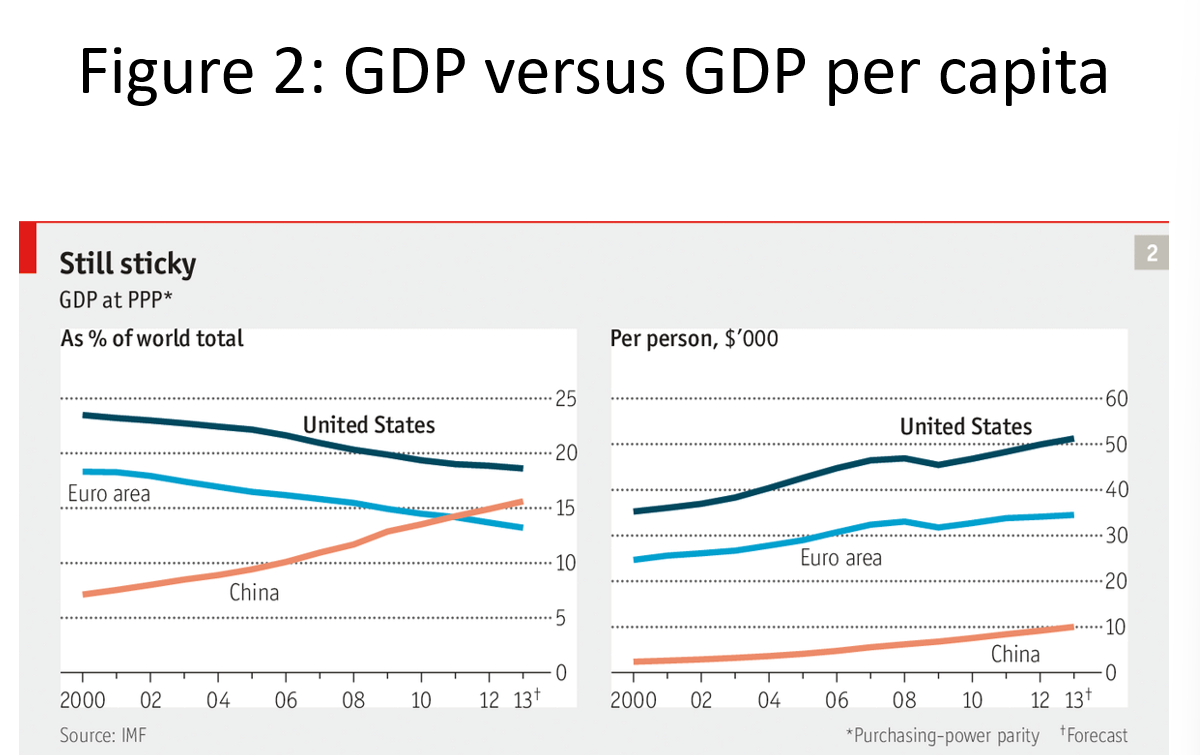 Figure 2: GDP versus GDP per capita
Still sticky
2
GDP at PPP*
As % of world total
25
United States
20
Euro area
15
10
China
5
0
2000 02 04 06 08 10 12 13†
Per person, $’000
60
United States
50
40
30
Euro area
20
10
China
0
2000 02 04 06 08 10 12 13†
Source: IMF
*Purchasing-power parity †Forecast